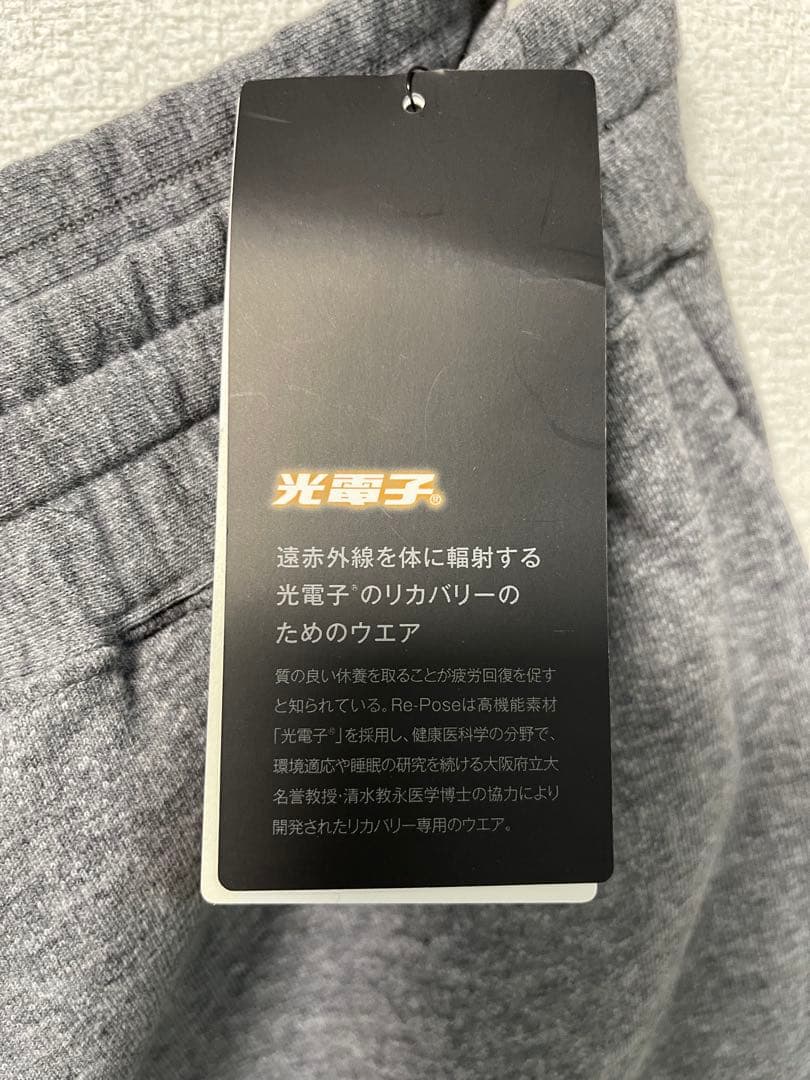 光電子®
遠赤外線を体に輻射する
光電子®のリカバリーの
ためのウエア
質の良い休養を取ることが疲労回復を促す
と知られている。Re-Poseは高機能素材
「光電子®」を採用し、健康医科学の分野で、
環境適応や睡眠の研究を続ける大阪府立大
名誉教授・清水教永医学博士の協力により
開発されたリカバリー専用のウエア。